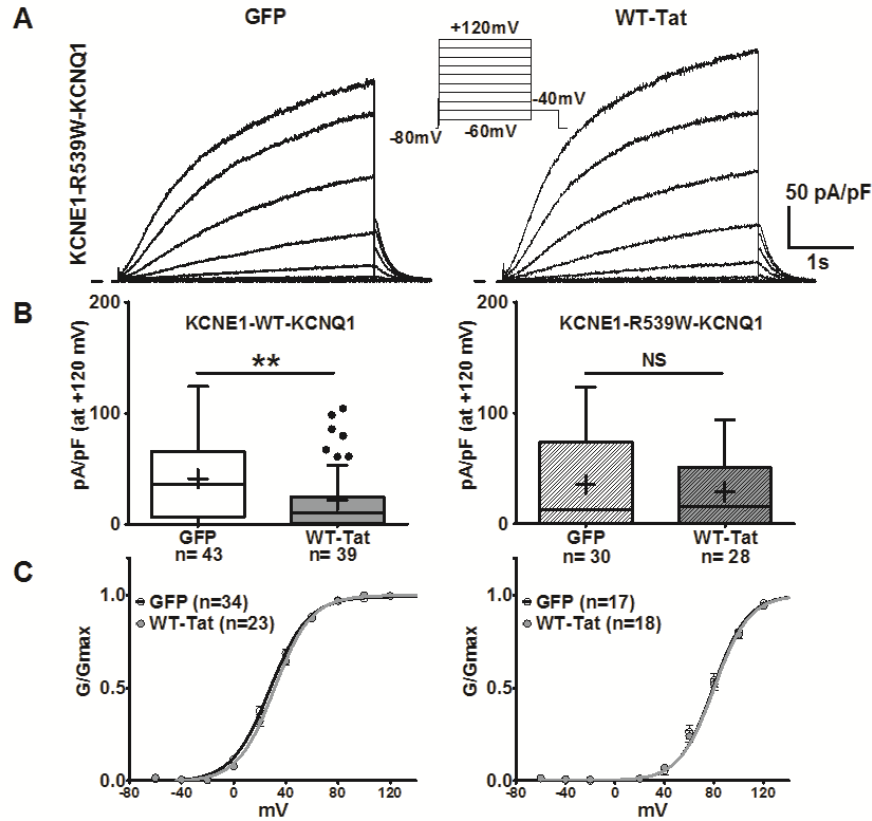 A
GFP
WT-Tat
KCNE1-R539W-KCNQ1
+120mV
-40mV
-80mV
-60mV
50 pA/pF
1s
B
KCNE1-WT-KCNQ1
**
pA/pF (at +120 mV)
200
100
0
GFP
WT-Tat
n= 43
n= 39
KCNE1-R539W-KCNQ1
NS
pA/pF (at +120 mV)
200
100
0
GFP
WT-Tat
n= 30
n= 28
C
GFP (n=34)
WT-Tat (n=23)
G/Gmax
1.0
0.5
0.0
-80 -40 0 40 80 120
mV
GFP (n=17)
WT-Tat (n=18)
G/Gmax
1.0
0.5
0.0
-80 -40 0 40 80 120
mV